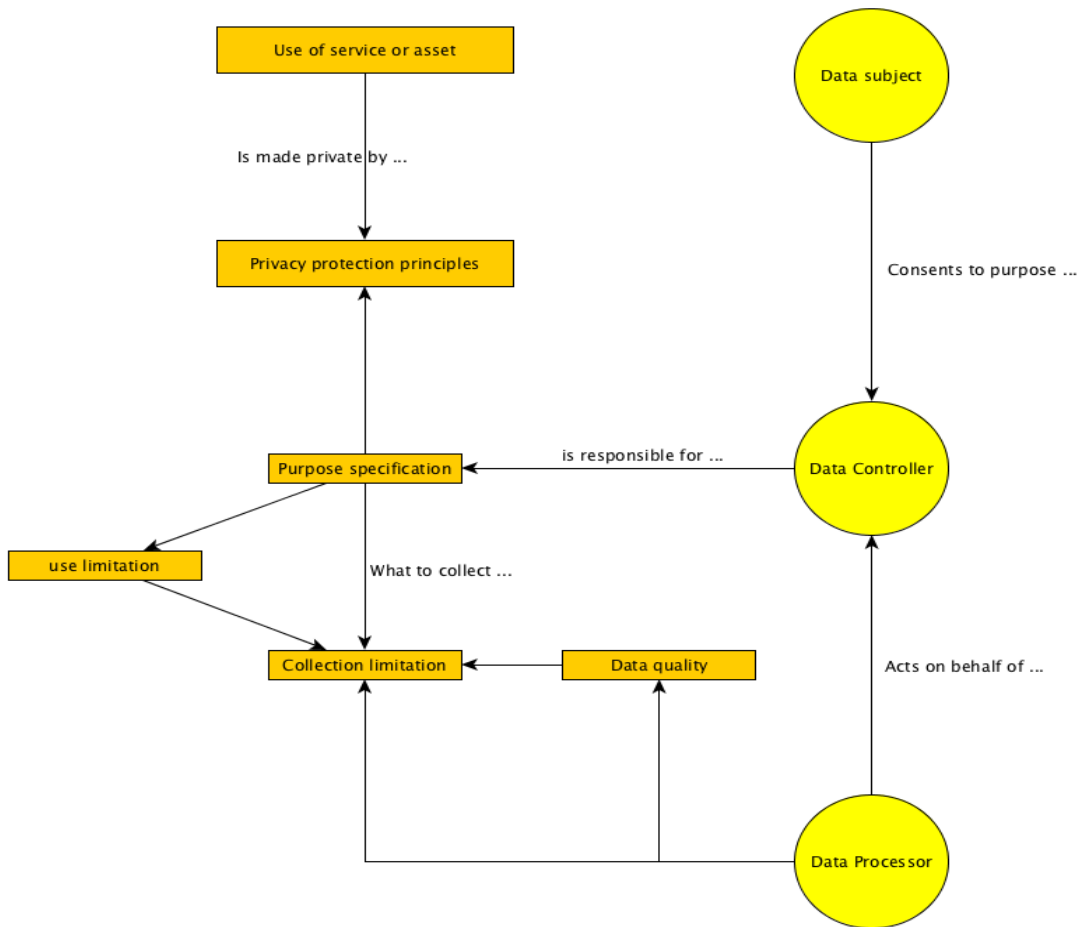 Use of service or asset
Data subject
Is made private by ...
Privacy protection principles
Consents to purpose ...
is responsible for ...
Purpose specification
Data Controller
use limitation
What to collect ...
Collection limitation
Data quality
Acts on behalf of ...
Data Processor